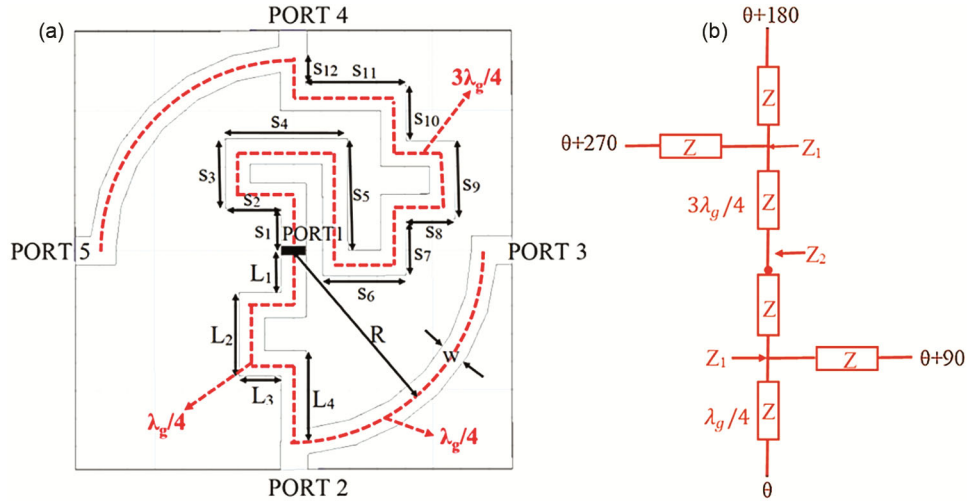 (a)
PORT 4
S12
S11
3λg/4
S10
S4
S3
S5
S9
S2
S1
PORT1
S8
S7
PORT 5
PORT 3
L1
S6
L2
R
W
L3
L4
λg/4
λg/4
PORT 2
(b)
θ+180
Z
θ+270
Z
Z1
3λg/4
Z
Z2
Z
Z1
Z
θ+90
λg/4
Z
θ